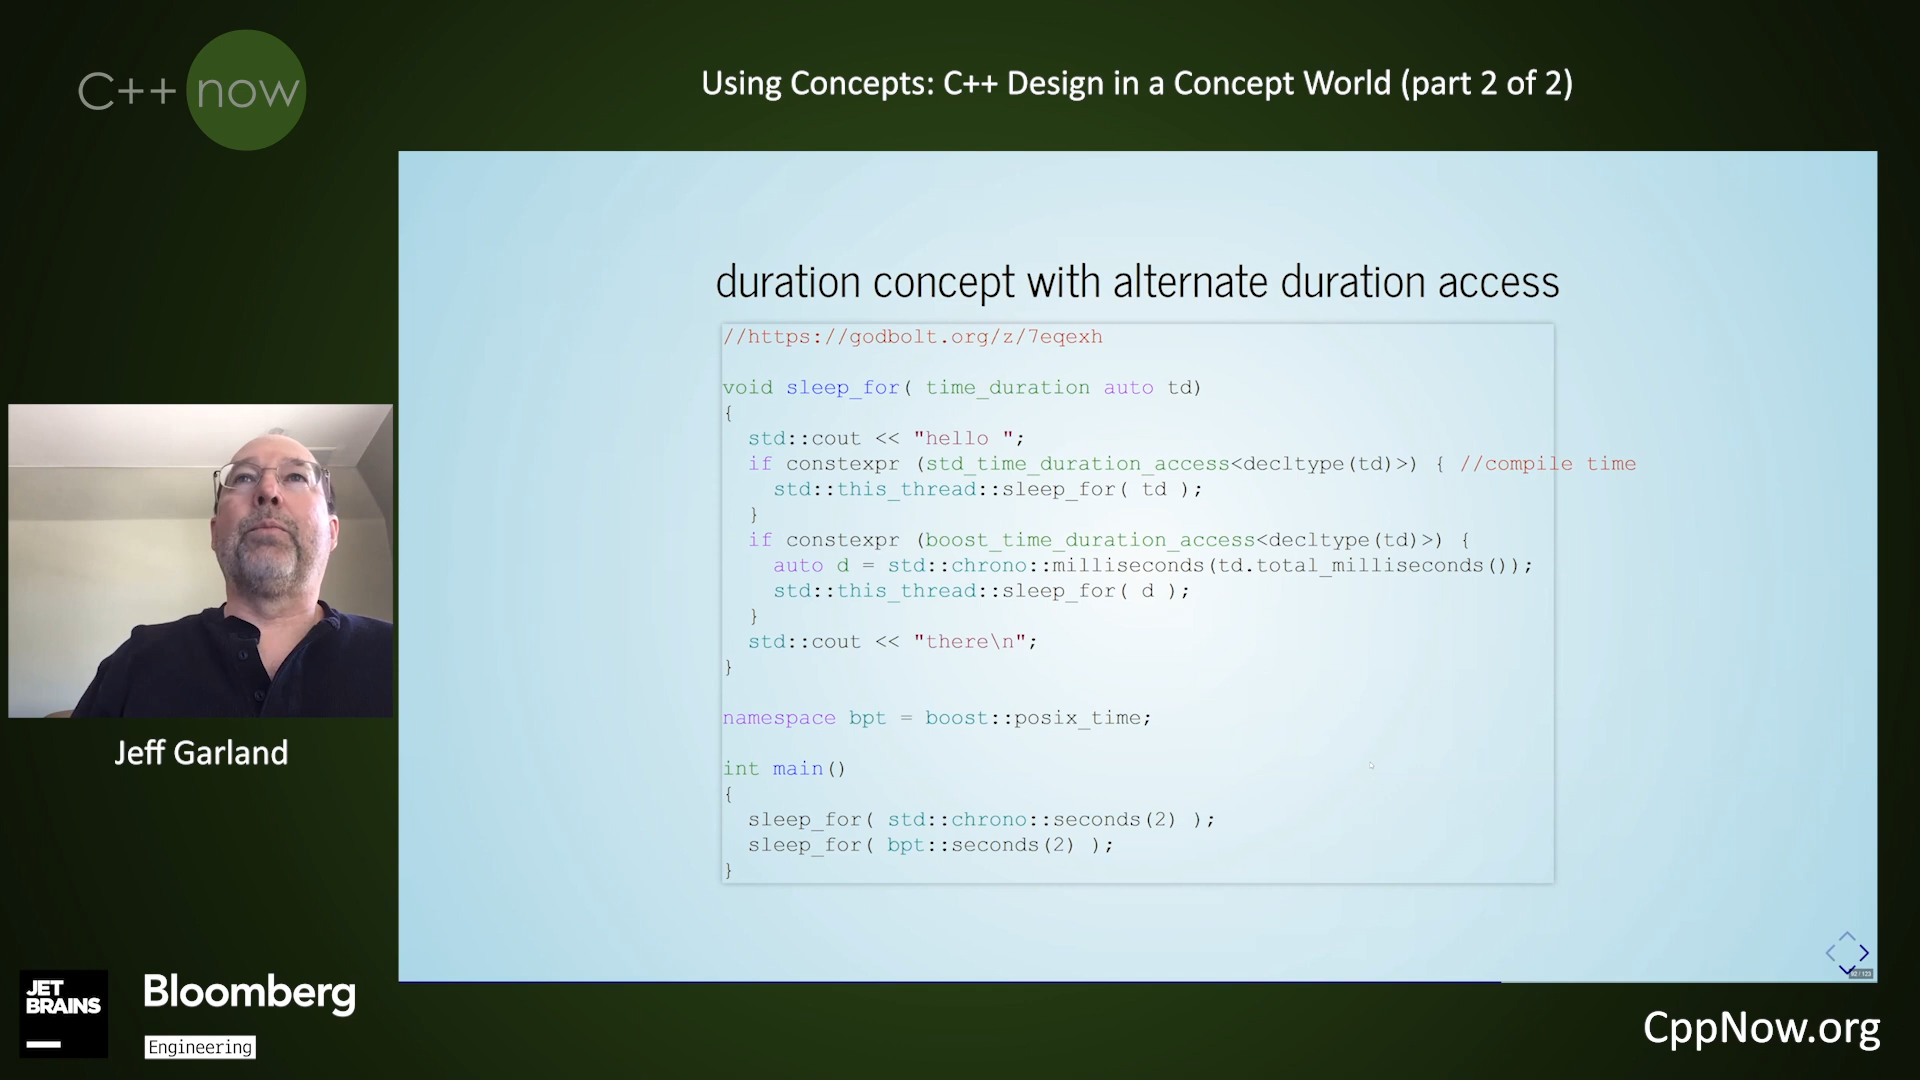 C++ now
Using Concepts: C++ Design in a Concept World (part 2 of 2)
duration concept with alternate duration access
//https://godbolt.org/z/7eqexh
void sleep_for( time_duration auto td)
{
  std::cout << "hello ";
  if constexpr (std_time_duration_access<decltype(td)>) { //compile time
    std::this_thread::sleep_for( td );
  }
  if constexpr (boost_time_duration_access<decltype(td)>) {
    auto d = std::chrono::milliseconds(td.total_milliseconds());
    std::this_thread::sleep_for( d );
  }
  std::cout << "there\n";
}
namespace bpt = boost::posix_time;
int main()
{
  sleep_for( std::chrono::seconds(2) );
  sleep_for( bpt::seconds(2) );
}
Jeff Garland
JET
BRAINS
Bloomberg
Engineering
CppNow.org